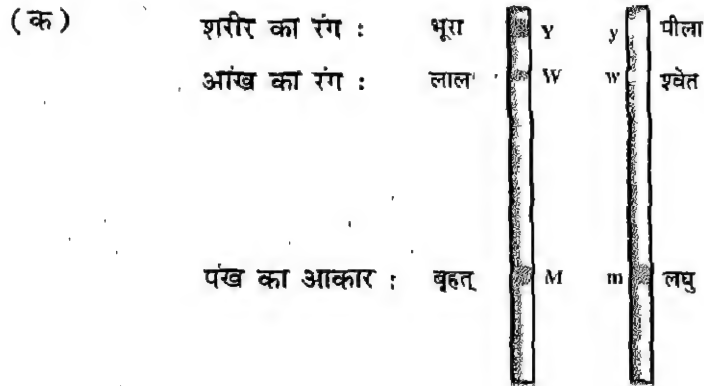 (क) शरीर का रंग : भूरा Y y पीला
आंख का रंग : लाल W w श्वेत
पंख का आकार : बृहत् M m लघु